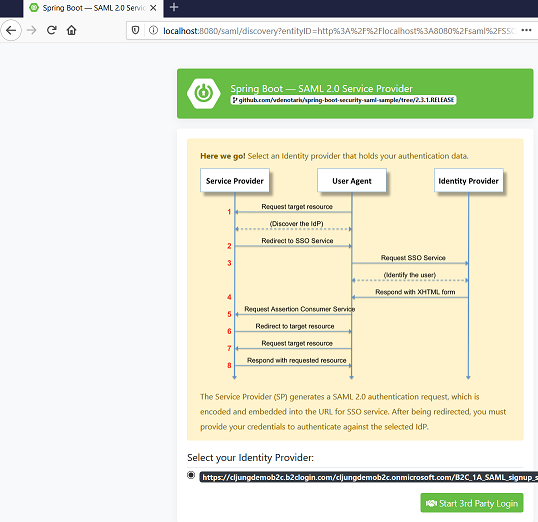 Spring Boot — SAML 2.0 Servic
localhost:8080/saml/discovery?entityID=http%3A%2F%2Flocalhost%3A8080%2Fsaml%2FSSO
Spring Boot — SAML 2.0 Service Provider
github.com/vdenotaris/spring-boot-security-saml-sample/tree/2.3.1.RELEASE
Here we go! Select an Identity provider that holds your authentication data.
Service Provider User Agent Identity Provider
1 Request target resource
(Discover the IdP)
2 Redirect to SSO Service
3 Request SSO Service
(Identify the user)
4 Respond with XHTML form
5 Request Assertion Consumer Service
6 Redirect to target resource
7 Request target resource
8 Respond with requested resource
The Service Provider (SP) generates a SAML 2.0 authentication request, which is
encoded and embedded into the URL for SSO service. After being redirected, you must
provide your credentials to authenticate against the selected IdP.
Select your Identity Provider:
https://cljungdemob2c.b2clogin.com/cljungdemob2c.onmicrosoft.com/B2C_1A_SAML_signup_s
Start 3rd Party Login